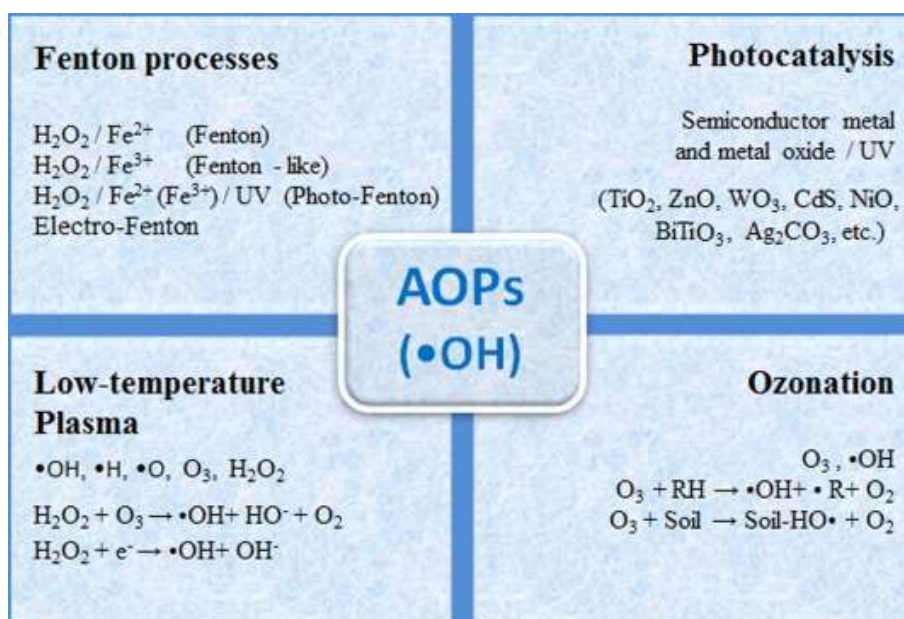 Fenton processes
H₂O₂ / Fe²⁺ (Fenton)
H₂O₂ / Fe³⁺ (Fenton - like)
H₂O₂ / Fe²⁺ (Fe³⁺) / UV (Photo-Fenton)
Electro-Fenton
Photocatalysis
Semiconductor metal
and metal oxide / UV
(TiO₂, ZnO, WO₃, CdS, NiO,
BiTiO₃, Ag₂CO₃, etc.)
AOPs
(•OH)
Low-temperature
Plasma
•OH, •H, •O, O₃, H₂O₂
H₂O₂ + O₃ → •OH+ HO⁻ + O₂
H₂O₂ + e⁻ → •OH+ OH⁻
Ozonation
O₃ , •OH
O₃ + RH → •OH+ • R+ O₂
O₃ + Soil → Soil-HO• + O₂